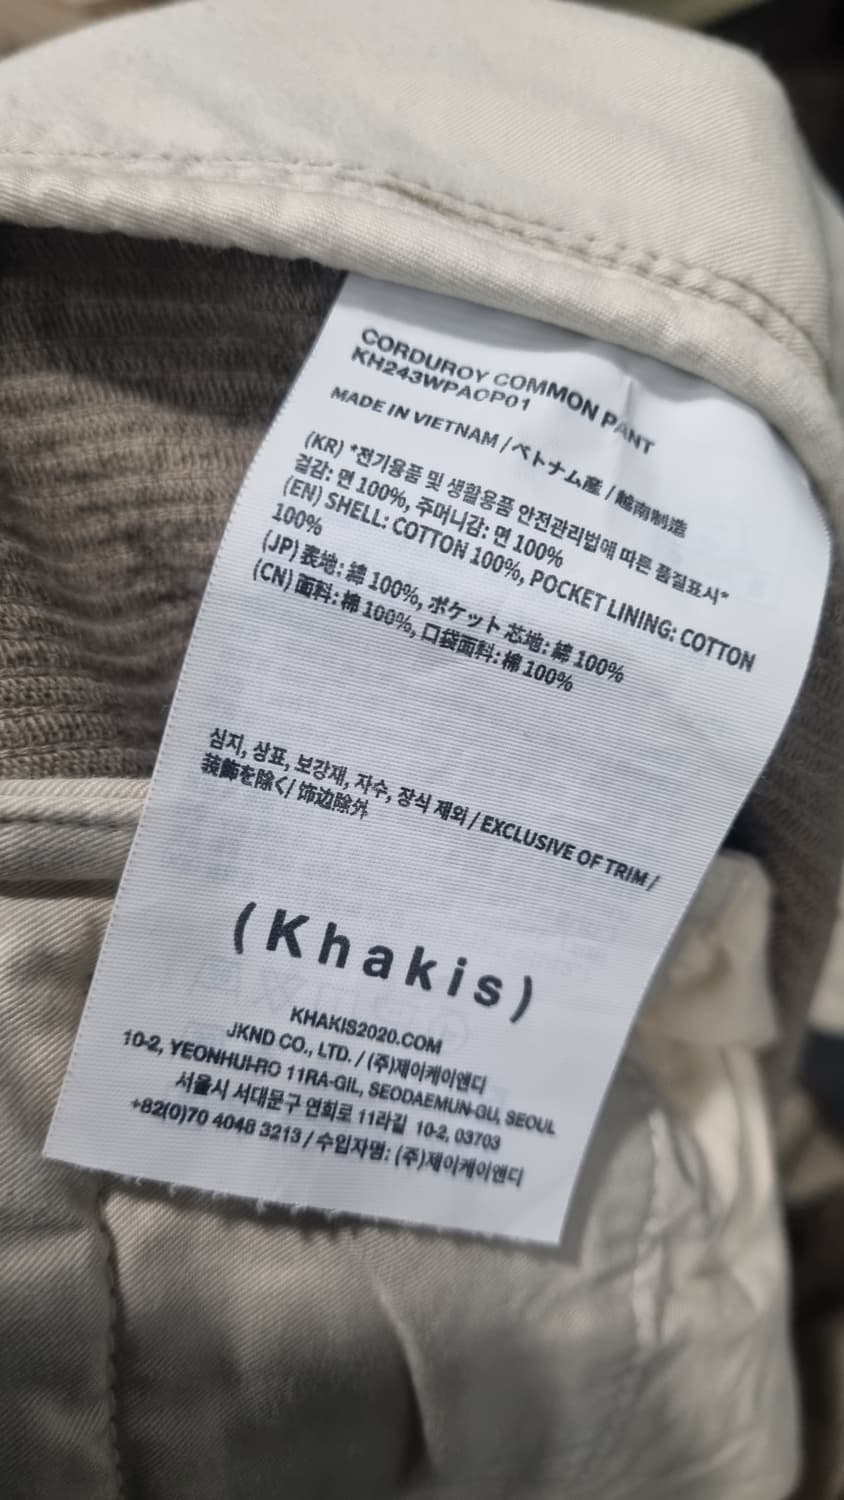 CORDUROY COMMON PANT
KH243WPACP01
MADE IN VIETNAM / ベトナム産 / 越南制造
(KR) *전기용품 및 생활용품 안전관리법에 따른 품질표시*
겉감: 면 100%, 주머니감: 면 100%
(EN) SHELL: COTTON 100%, POCKET LINING: COTTON
100%
(JP) 表地: 綿 100%, ポケット 芯地: 綿 100%
(CN) 面料: 棉 100%, 口袋面料: 棉 100%
심지, 상표, 보강재, 자수, 장식 제외 / EXCLUSIVE OF TRIM /
装飾を除く/ 饰边除外
(Khakis)
KHAKIS2020.COM
JKND CO., LTD. / (주)제이케이앤디
10-2, YEONHUI-RO 11RA-GIL, SEODAEMUN-GU, SEOUL
서울시 서대문구 연희로 11라길 10-2, 03703
+82(0)70 4048 3213 / 수입자명: (주)제이케이앤디